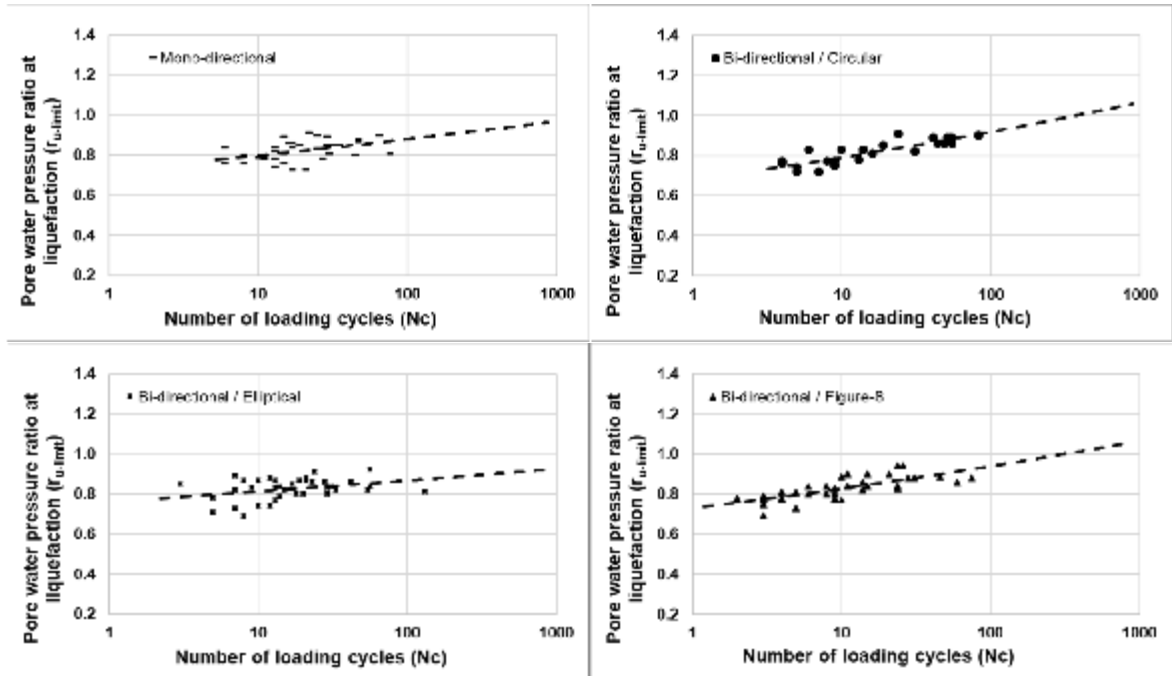 Pore water pressure ratio at
liquefaction (ru-limit)
1.4
1.2
1.0
0.8
0.6
0.4
0.2
Mono-directional
1 10 100 1000
Number of loading cycles (Nc)
Pore water pressure ratio at
liquefaction (ru-limit)
1.4
1.2
1.0
0.8
0.6
0.4
0.2
Bi-directional / Circular
1 10 100 1000
Number of loading cycles (Nc)
Pore water pressure ratio at
liquefaction (ru-limit)
1.4
1.2
1.0
0.8
0.6
0.4
0.2
Bi-directional / Elliptical
1 10 100 1000
Number of loading cycles (Nc)
Pore water pressure ratio at
liquefaction (ru-limit)
1.4
1.2
1.0
0.8
0.6
0.4
0.2
Bi-directional / Figure-8
1 10 100 1000
Number of loading cycles (Nc)